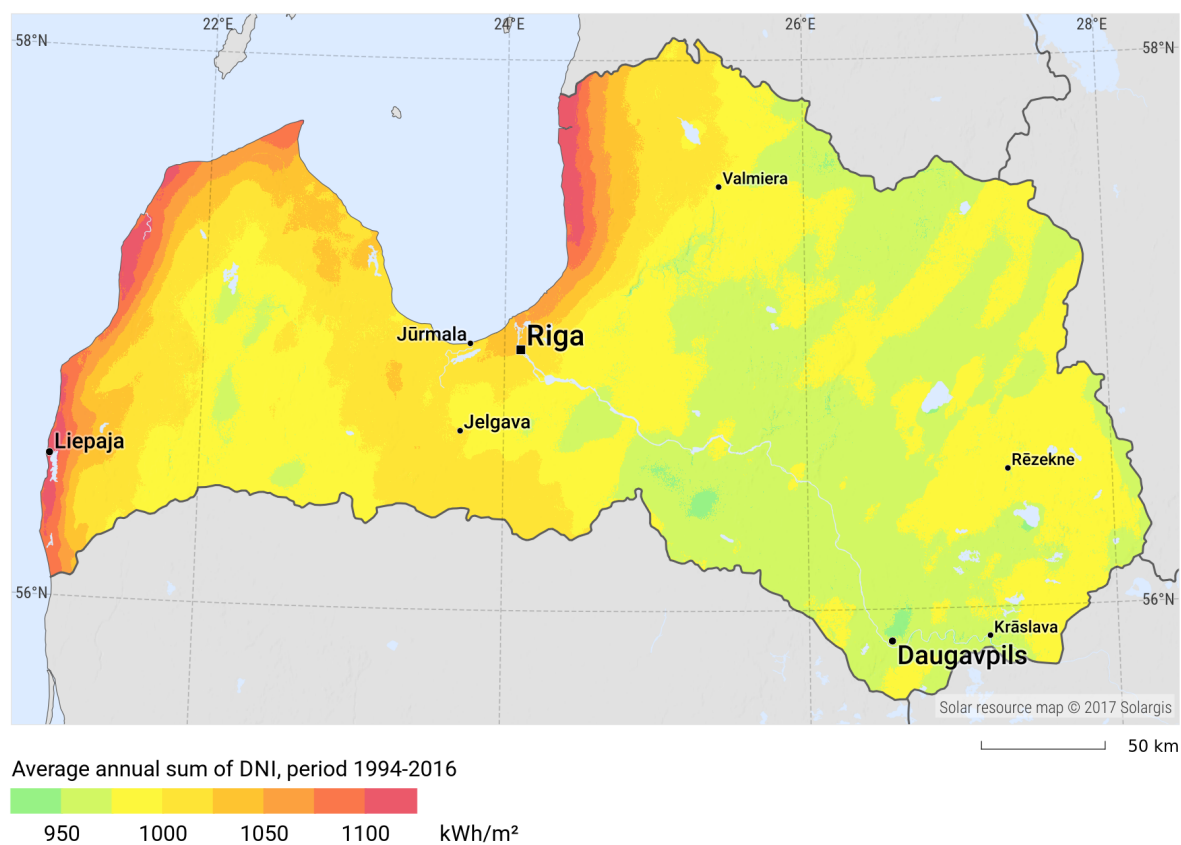 22°E 24°E 26°E 28°E
58°N 58°N
Valmiera
Jūrmala Riga
Jelgava
Liepaja
Rēzekne
56°N 56°N
Krāslava
Daugavpils
Solar resource map © 2017 Solargis
50 km
Average annual sum of DNI, period 1994-2016
950 1000 1050 1100 kWh/m²